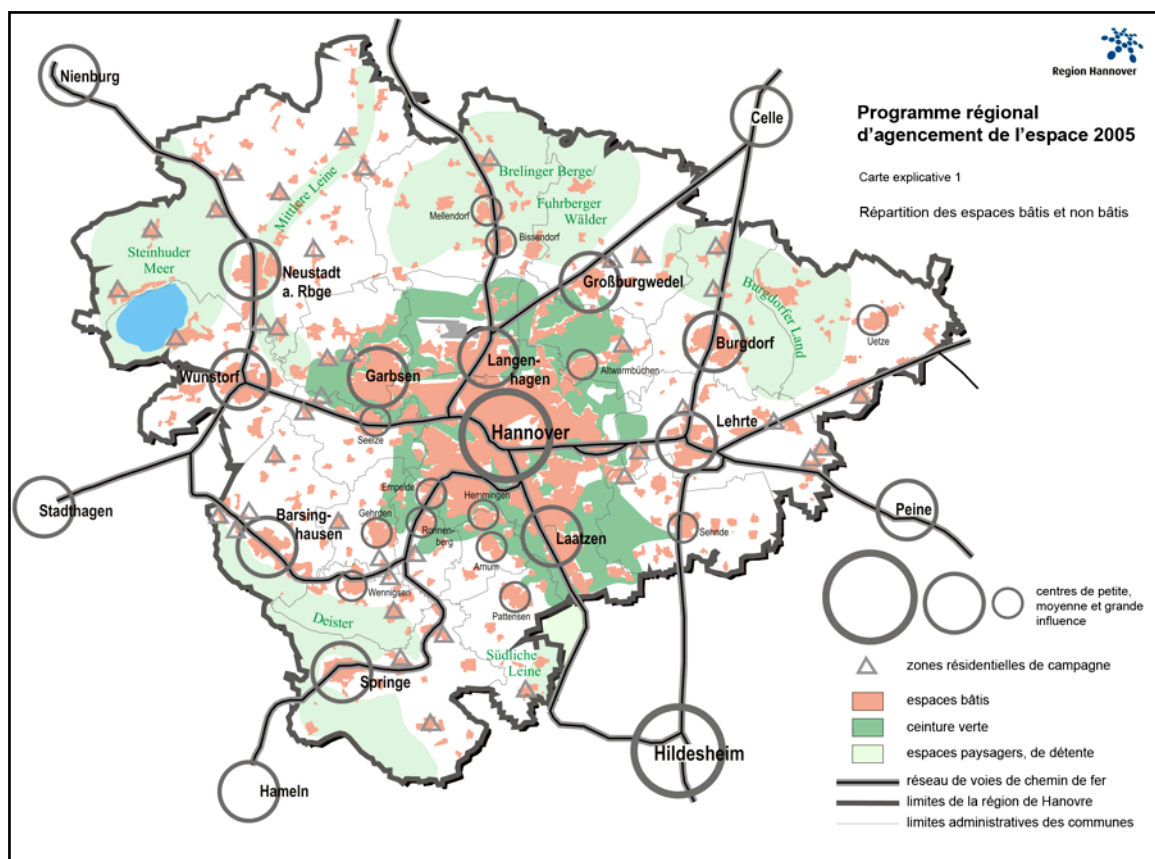 Region Hannover
Programme régional
d'agencement de l'espace 2005
Carte explicative 1
Répartition des espaces bâtis et non bâtis
Nienburg
Celle
Brelinger Berge/
Fuhrberger
Wälder
Mittlere Leine
Mellendorf
Bissendorf
Steinhuder
Meer
Neustadt
a. Rbge
Großburgwedel
Burgdorfer Land
Burgdorf
Uetze
Wunstorf
Garbsen
Langen-
hagen
Altwarmbüchen
Seelze
Hannover
Lehrte
Stadthagen
Empelde
Hemmingen
Barsing-
hausen
Gehrden
Ronnen-
berg
Laatzen
Sehnde
Peine
Arnum
Wennigsen
Pattensen
Deister
Südliche
Leine
Springe
Hildesheim
Hameln
centres de petite,
moyenne et grande
influence
zones résidentielles de campagne
espaces bâtis
ceinture verte
espaces paysagers, de détente
réseau de voies de chemin de fer
limites de la région de Hanovre
limites administratives des communes